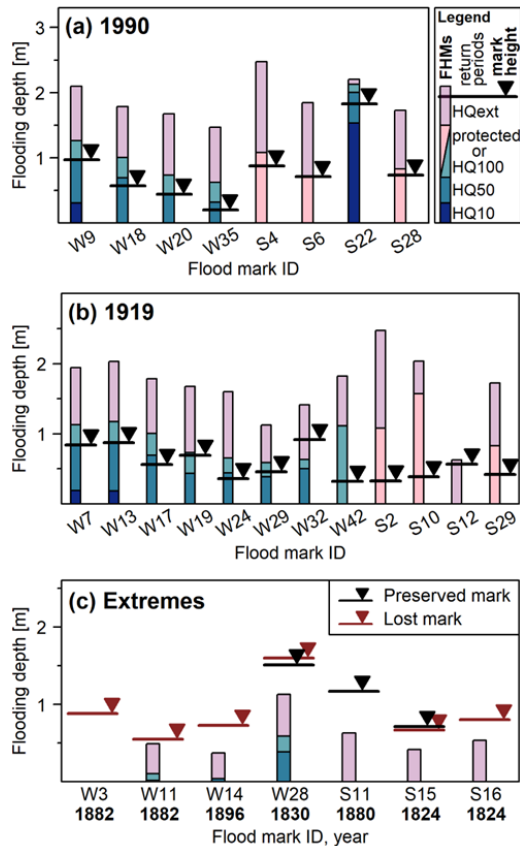 (a) 1990
Flooding depth [m]
3
2
1
W9 W18 W20 W35 S4 S6 S22 S28
Flood mark ID
Legend
FHMs
return periods
mark height
HQext
protected or HQ100
HQ50
HQ10
(b) 1919
Flooding depth [m]
2
1
W7 W13 W17 W19 W24 W29 W32 W42 S2 S10 S12 S29
Flood mark ID
(c) Extremes
Preserved mark
Lost mark
Flooding depth [m]
2
1
W3 W11 W14 W28 S11 S15 S16
1882 1882 1896 1830 1880 1824 1824
Flood mark ID, year